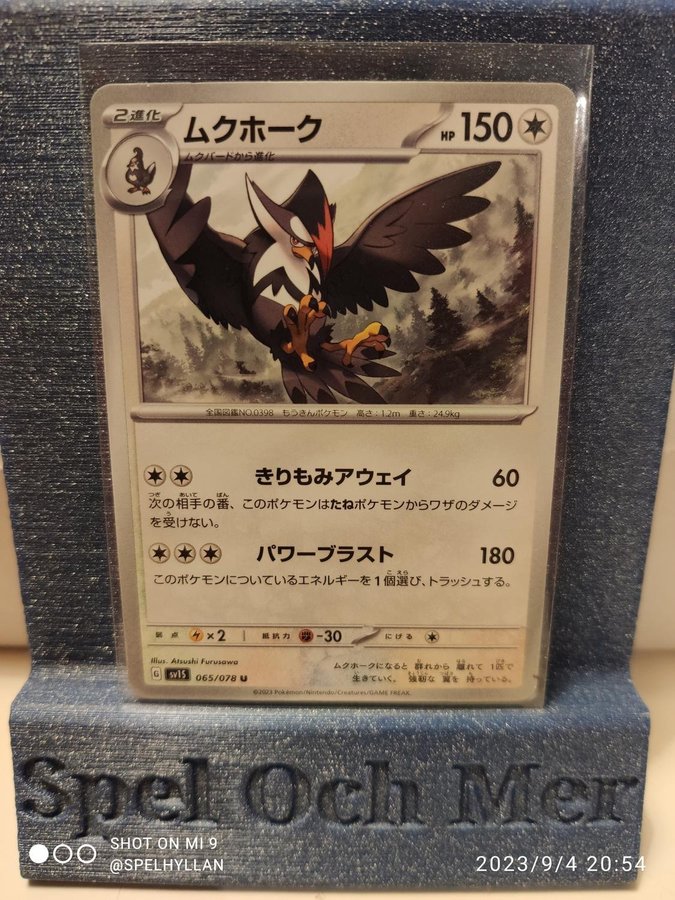 2進化
ムクホーク
HP 150
ムクバードから進化
全国図鑑NO.0398 もうきんポケモン 高さ:1.2m 重さ:24.9kg
きりもみアウェイ 60
次の相手の番、このポケモンはたねポケモンからワザのダメージ
を受けない。
パワーブラスト 180
このポケモンについているエネルギーを1個選び、トラッシュする。
弱点 ×2 抵抗力 -30 にげる
Illus. Atsushi Furusawa
G sv1S 065/078 U
ムクホークになると 群れから 離れて 1匹で
生きていく。 強靭な 翼を 持っている。
©2023 Pokémon/Nintendo/Creatures/GAME FREAK.
Spel Och Mer
SHOT ON MI 9
@SPELHYLLAN
2023/9/4 20:54